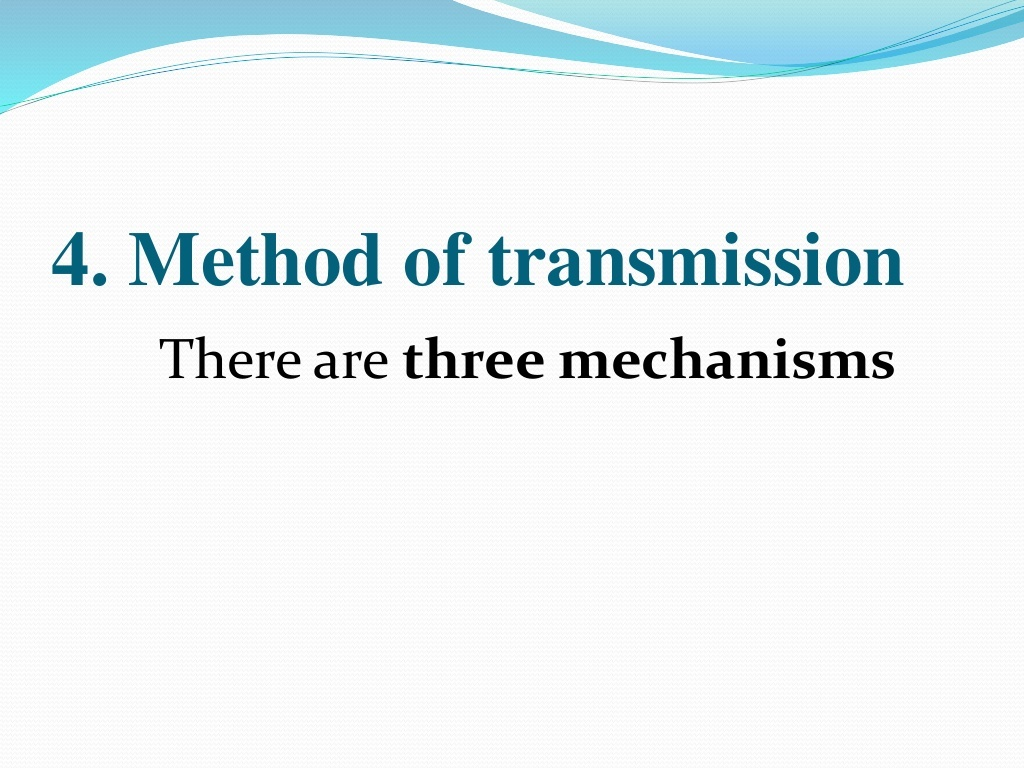 4. Method of transmission
There are three mechanisms